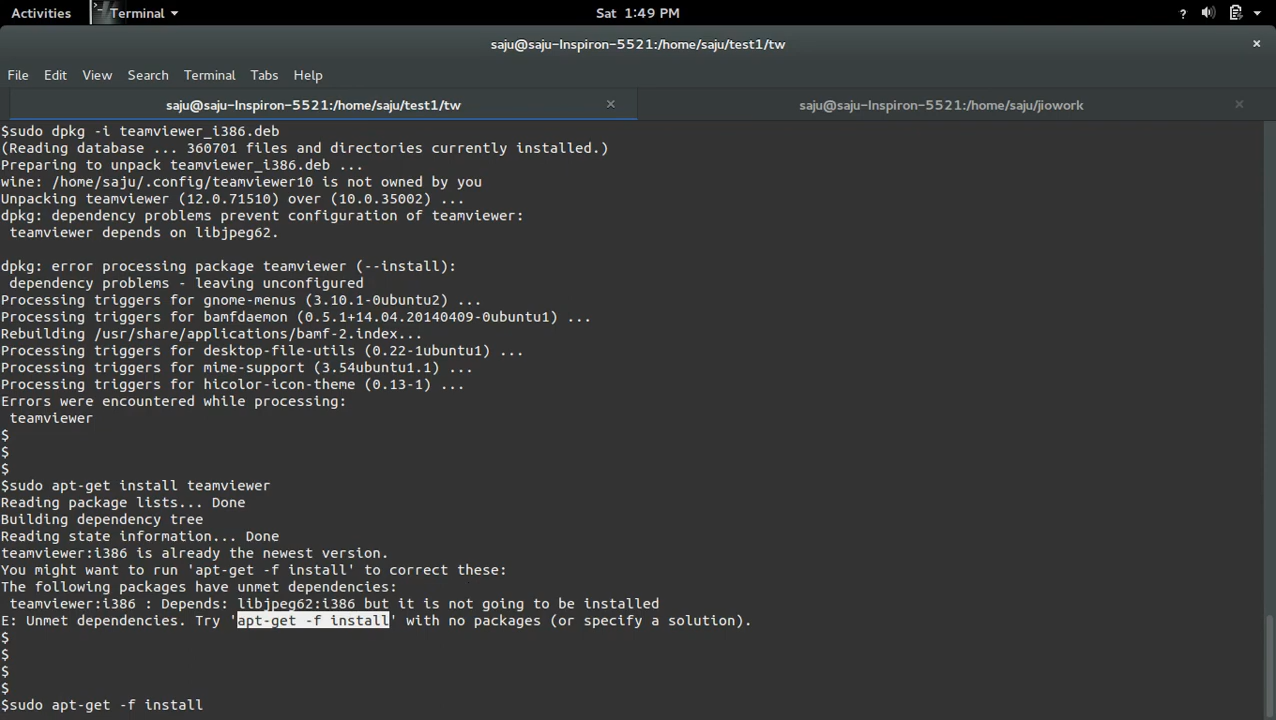 Activities
Terminal
Sat 1:49 PM
?
saju@saju-Inspiron-5521:/home/saju/test1/tw
×
File Edit View Search Terminal Tabs Help
saju@saju-Inspiron-5521:/home/saju/test1/tw × saju@saju-Inspiron-5521:/home/saju/jiowork ×
$sudo dpkg -i teamviewer_i386.deb
(Reading database ... 360701 files and directories currently installed.)
Preparing to unpack teamviewer_i386.deb ...
wine: /home/saju/.config/teamviewer10 is not owned by you
Unpacking teamviewer (12.0.71510) over (10.0.35002) ...
dpkg: dependency problems prevent configuration of teamviewer:
 teamviewer depends on libjpeg62.

dpkg: error processing package teamviewer (--install):
 dependency problems - leaving unconfigured
Processing triggers for gnome-menus (3.10.1-0ubuntu2) ...
Processing triggers for bamfdaemon (0.5.1+14.04.20140409-0ubuntu1) ...
Rebuilding /usr/share/applications/bamf-2.index...
Processing triggers for desktop-file-utils (0.22-1ubuntu1) ...
Processing triggers for mime-support (3.54ubuntu1.1) ...
Processing triggers for hicolor-icon-theme (0.13-1) ...
Errors were encountered while processing:
 teamviewer
$
$
$
$sudo apt-get install teamviewer
Reading package lists... Done
Building dependency tree
Reading state information... Done
teamviewer:i386 is already the newest version.
You might want to run 'apt-get -f install' to correct these:
The following packages have unmet dependencies:
 teamviewer:i386 : Depends: libjpeg62:i386 but it is not going to be installed
E: Unmet dependencies. Try 'apt-get -f install' with no packages (or specify a solution).
$
$
$
$
$sudo apt-get -f install